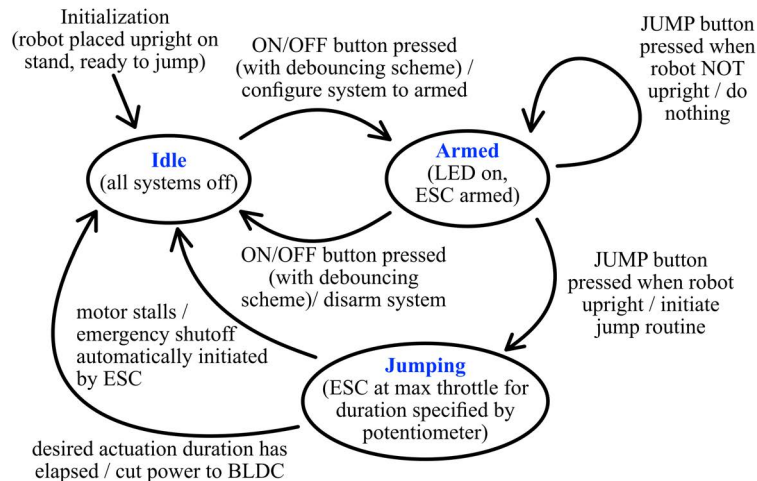 Initialization
(robot placed upright on
stand, ready to jump)
ON/OFF button pressed
(with debouncing scheme) /
configure system to armed
JUMP button
pressed when
robot NOT
upright / do
nothing
Idle
(all systems off)
Armed
(LED on,
ESC armed)
ON/OFF button pressed
(with debouncing
scheme)/ disarm system
JUMP button
pressed when robot
upright / initiate
jump routine
motor stalls /
emergency shutoff
automatically initiated
by ESC
Jumping
(ESC at max throttle for
duration specified by
potentiometer)
desired actuation duration has
elapsed / cut power to BLDC